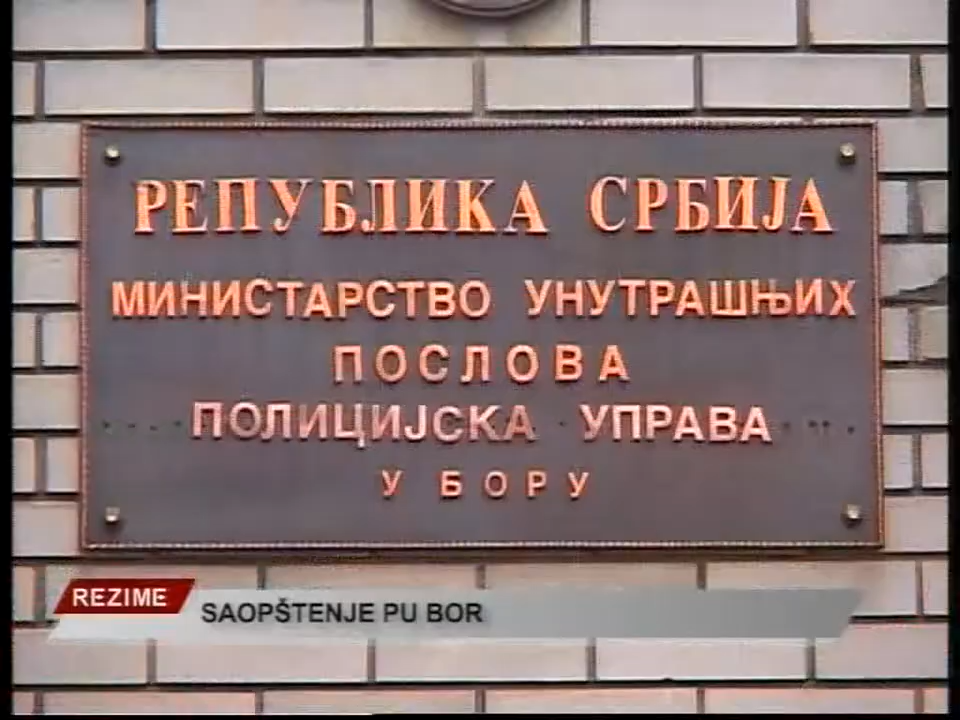 РЕПУБЛИКА СРБИЈА
МИНИСТАРСТВО УНУТРАШЊИХ
ПОСЛОВА
ПОЛИЦИЈСКА УПРАВА
У БОРУ
REZIME
SAOPŠTENJE PU BOR